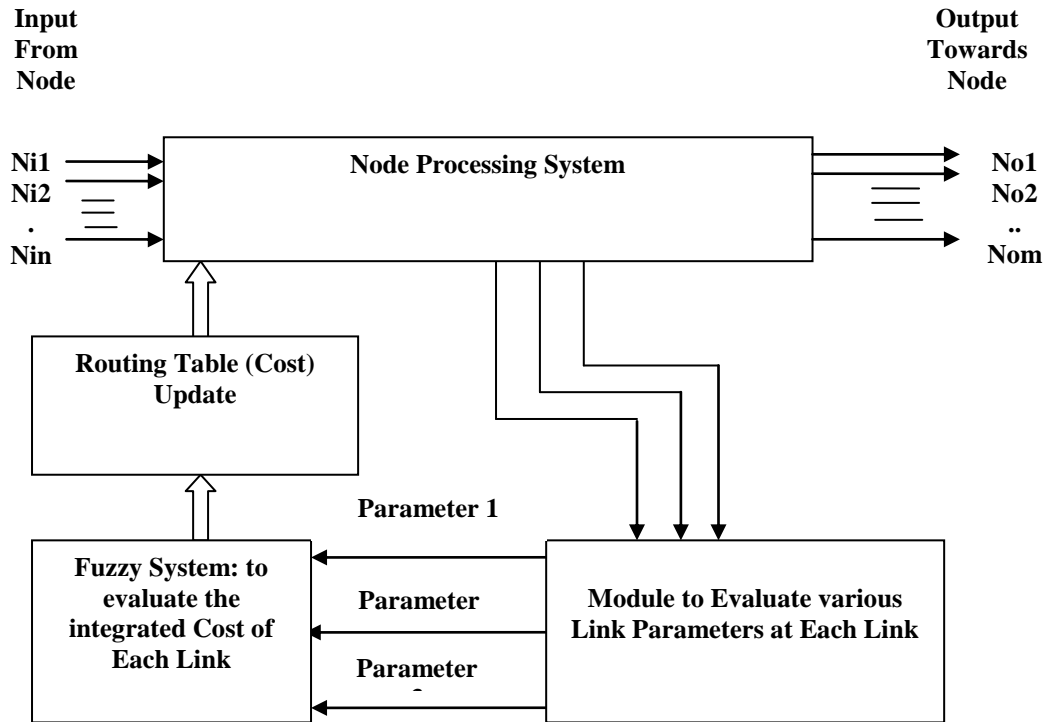 Input
From
Node
Output
Towards
Node
Ni1
Ni2
.
Nin
Node Processing System
No1
No2
..
Nom
Routing Table (Cost)
Update
Parameter 1
Fuzzy System: to
evaluate the
integrated Cost of
Each Link
Parameter
Parameter
Module to Evaluate various
Link Parameters at Each Link